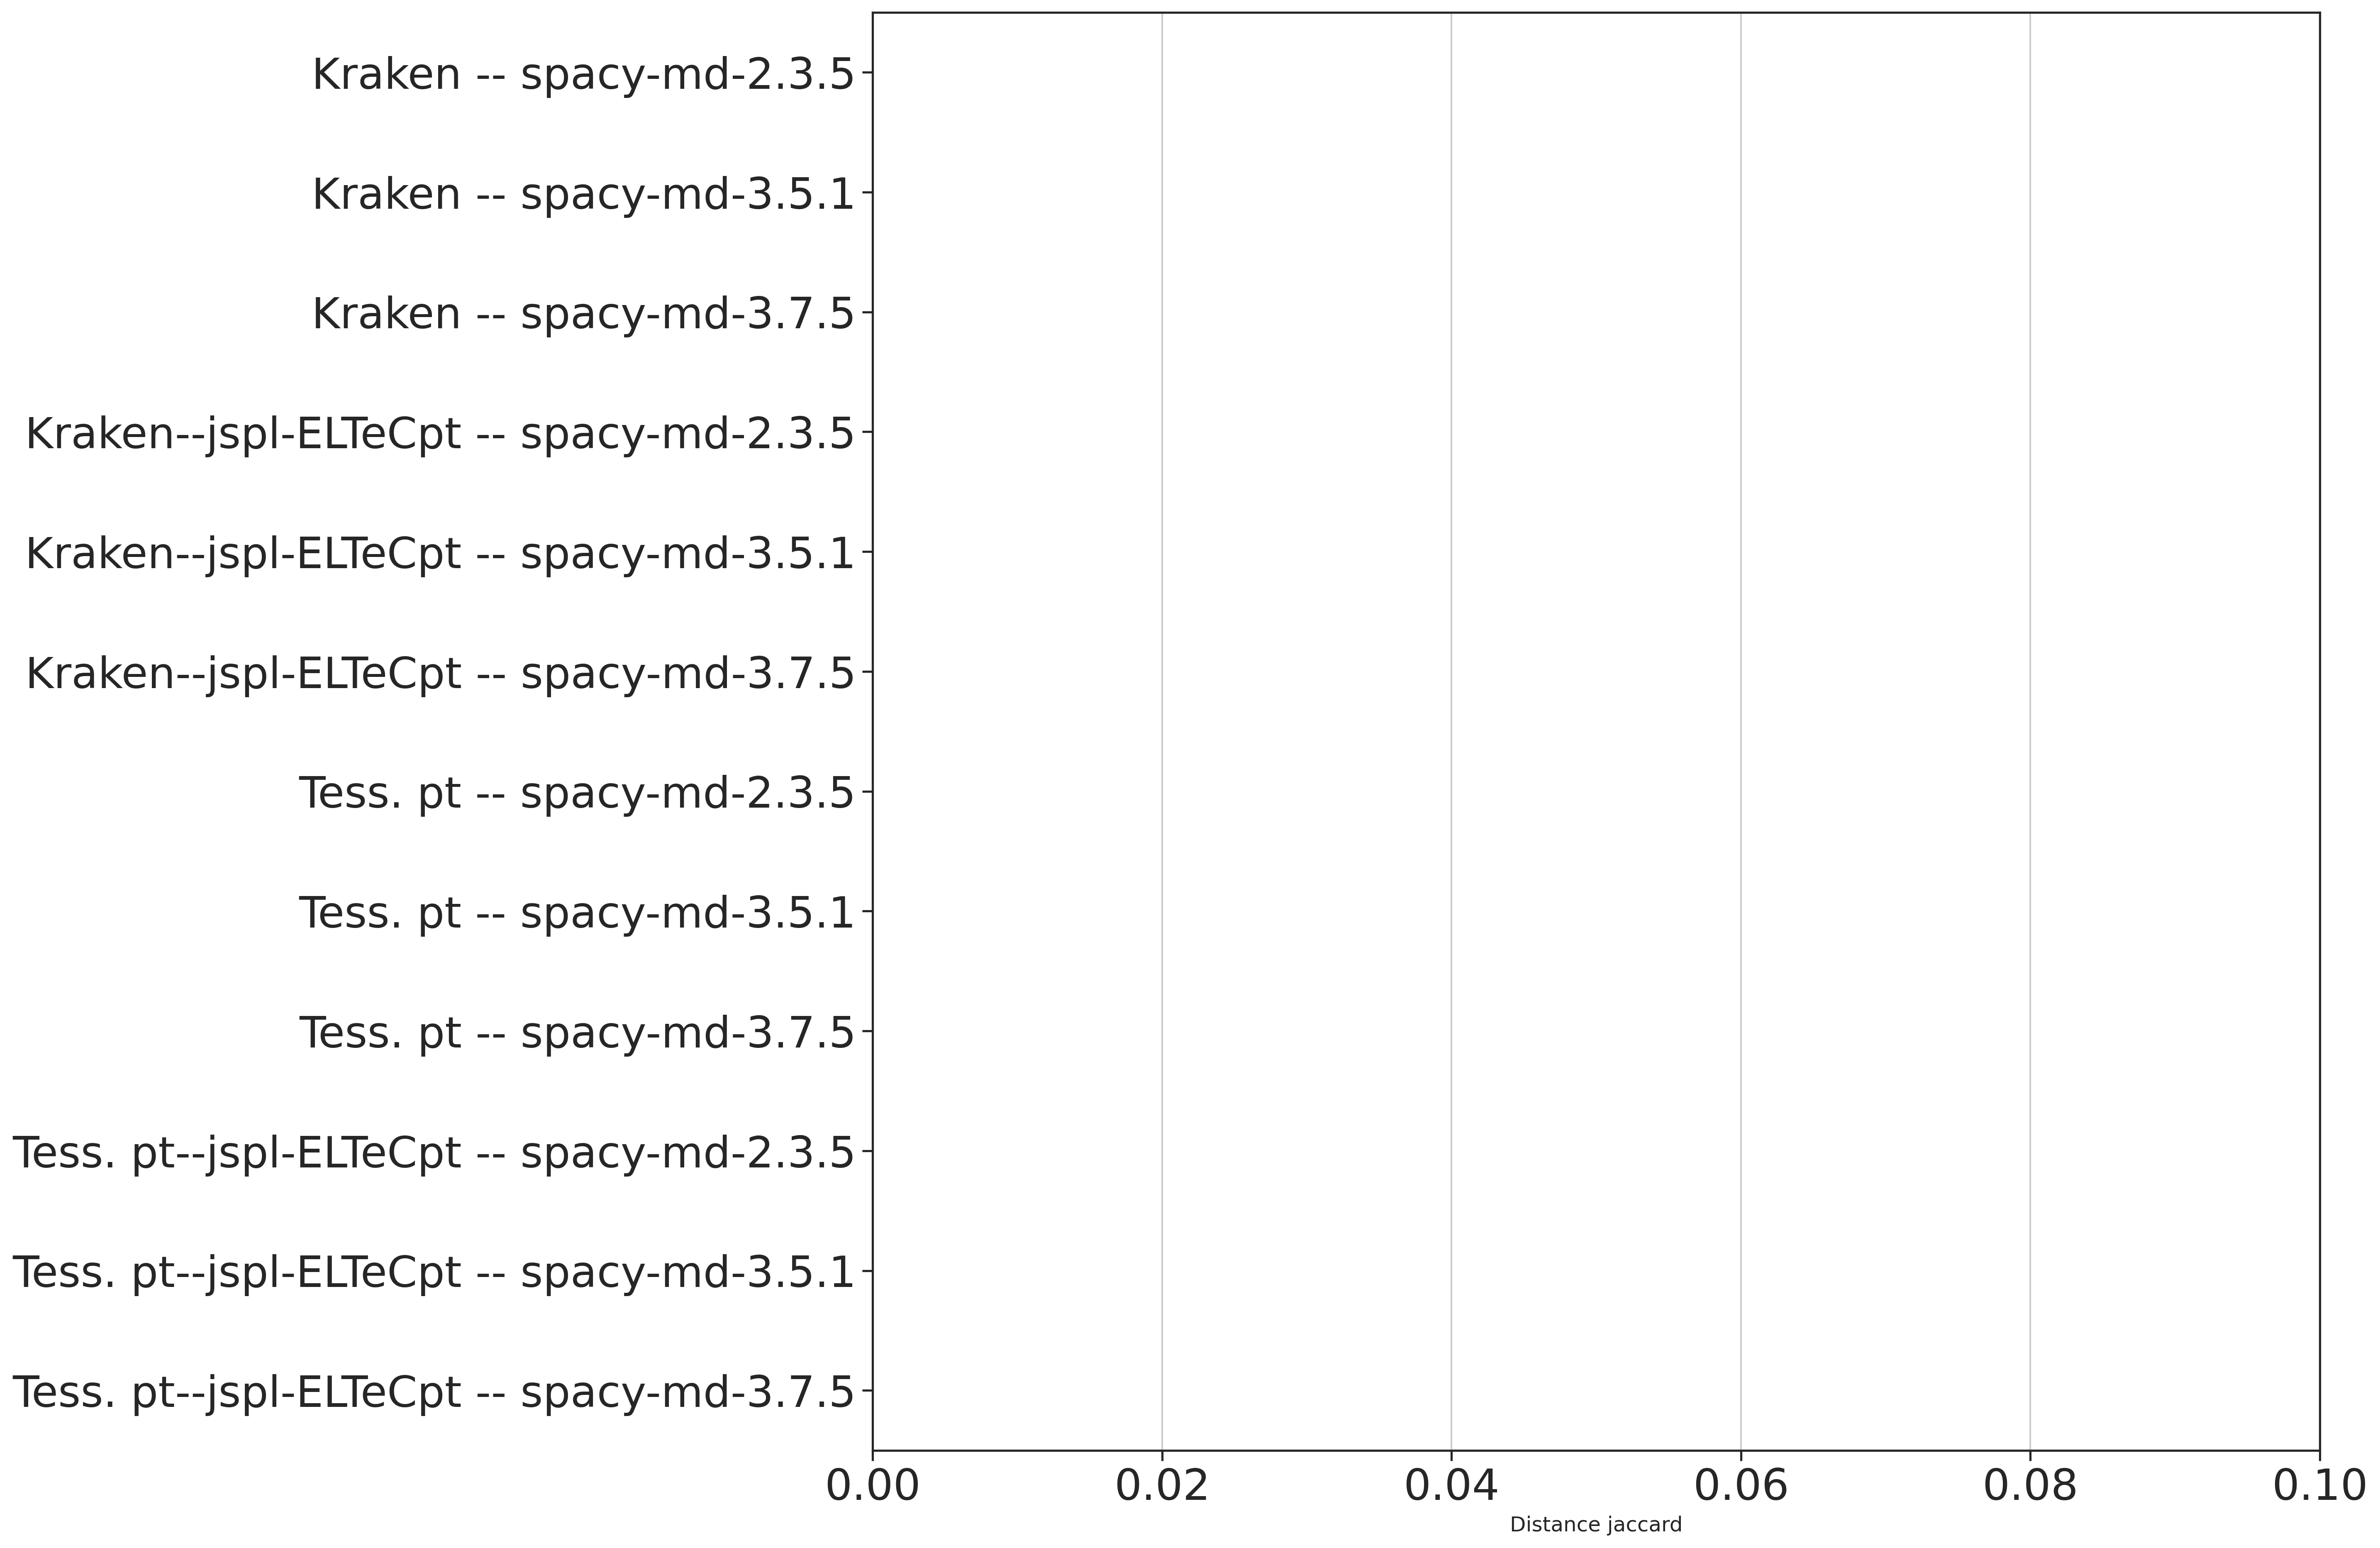 Kraken -- spacy-md-2.3.5
Kraken -- spacy-md-3.5.1
Kraken -- spacy-md-3.7.5
Kraken--jspl-ELTeCpt -- spacy-md-2.3.5
Kraken--jspl-ELTeCpt -- spacy-md-3.5.1
Kraken--jspl-ELTeCpt -- spacy-md-3.7.5
Tess. pt -- spacy-md-2.3.5
Tess. pt -- spacy-md-3.5.1
Tess. pt -- spacy-md-3.7.5
Tess. pt--jspl-ELTeCpt -- spacy-md-2.3.5
Tess. pt--jspl-ELTeCpt -- spacy-md-3.5.1
Tess. pt--jspl-ELTeCpt -- spacy-md-3.7.5
0.00 0.02 0.04 0.06 0.08 0.10
Distance jaccard